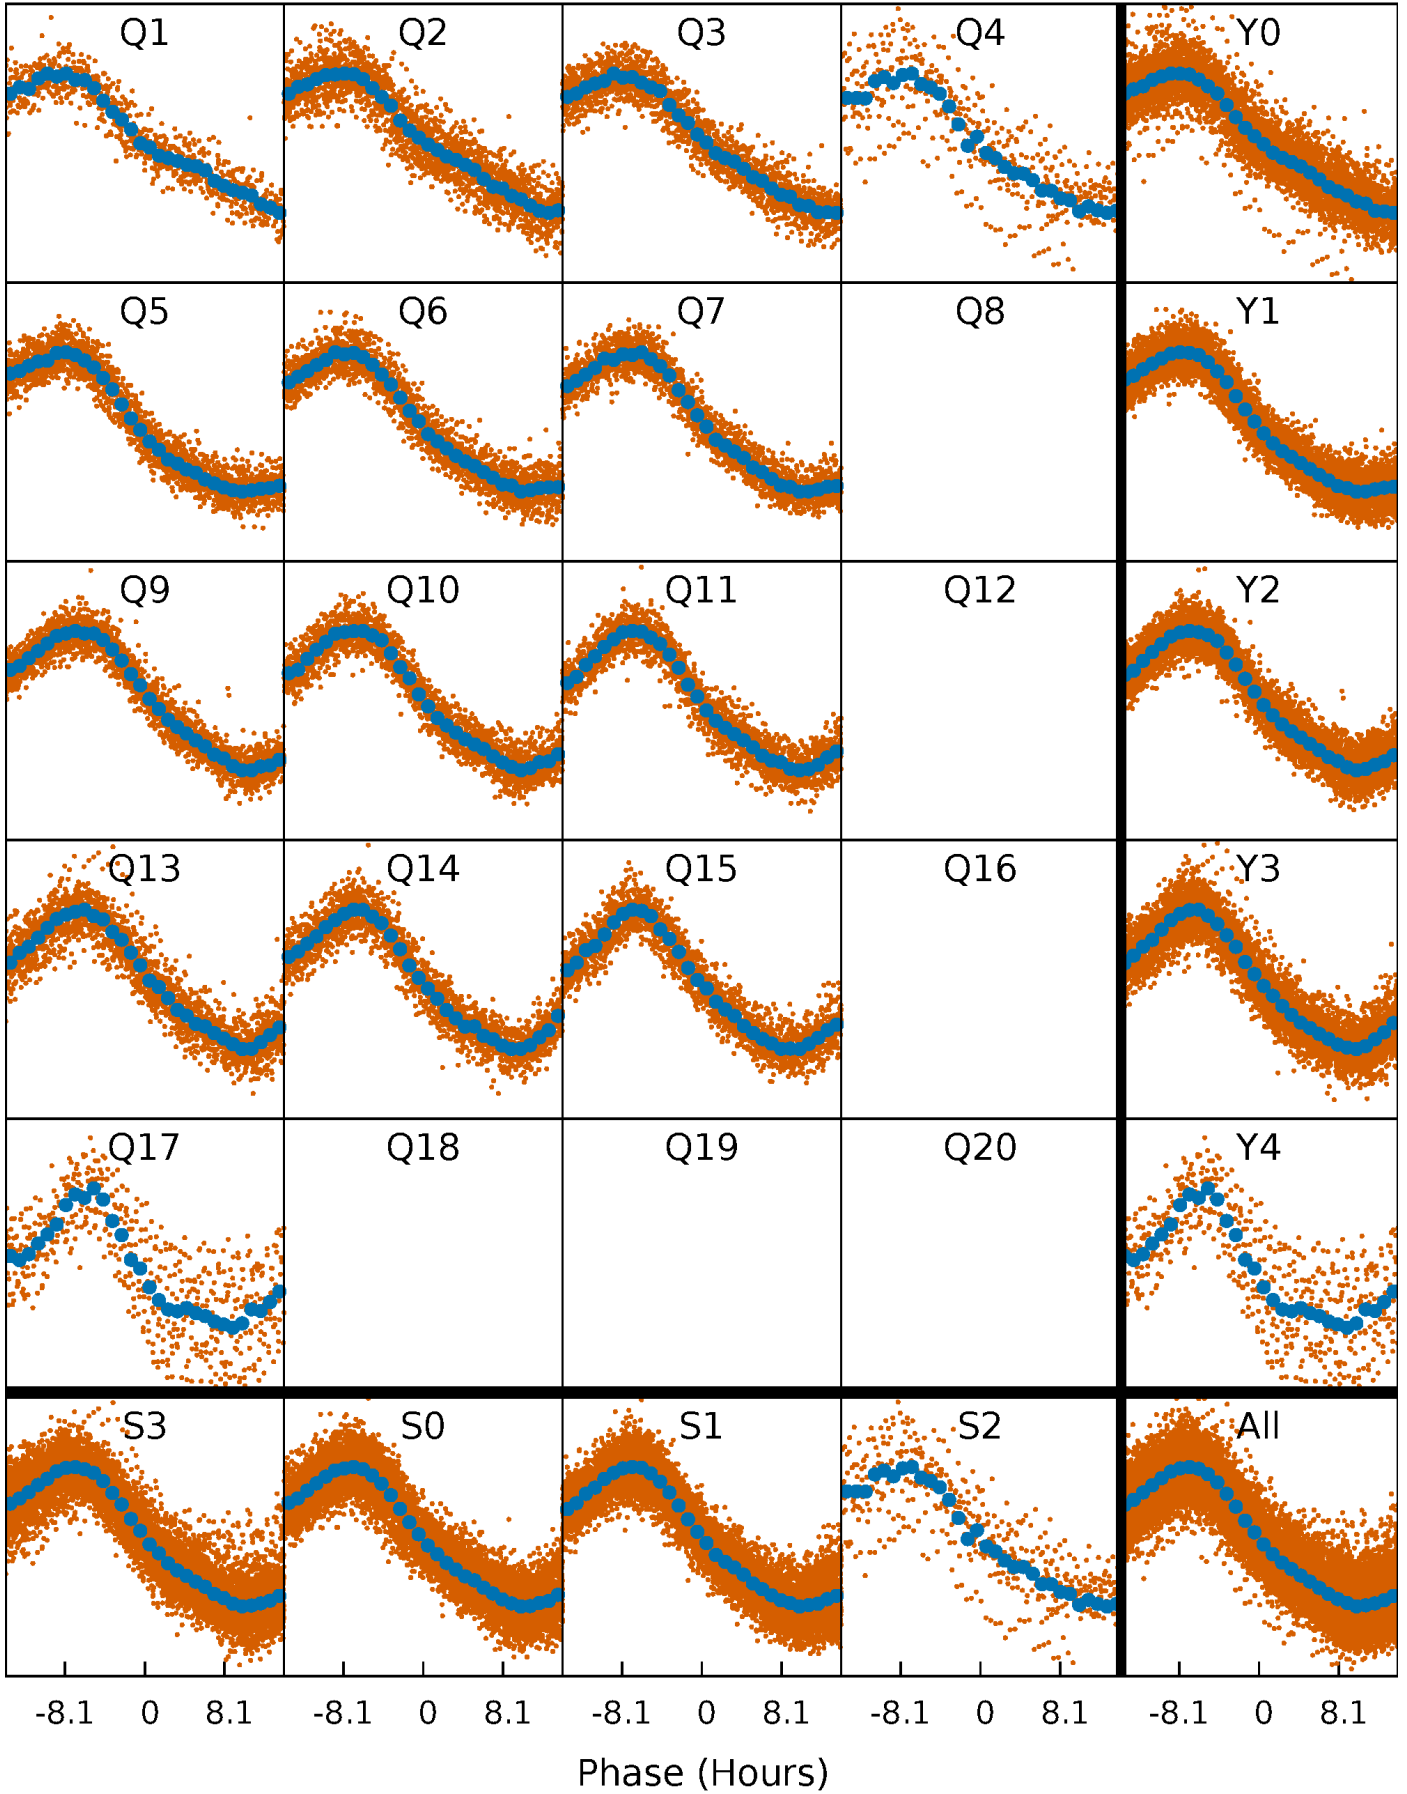 Q1 Q2 Q3 Q4 Y0
Q5 Q6 Q7 Q8 Y1
Q9 Q10 Q11 Q12 Y2
Q13 Q14 Q15 Q16 Y3
Q17 Q18 Q19 Q20 Y4
S3 S0 S1 S2 All
-8.1 0 8.1 -8.1 0 8.1 -8.1 0 8.1 -8.1 0 8.1 -8.1 0 8.1
Phase (Hours)